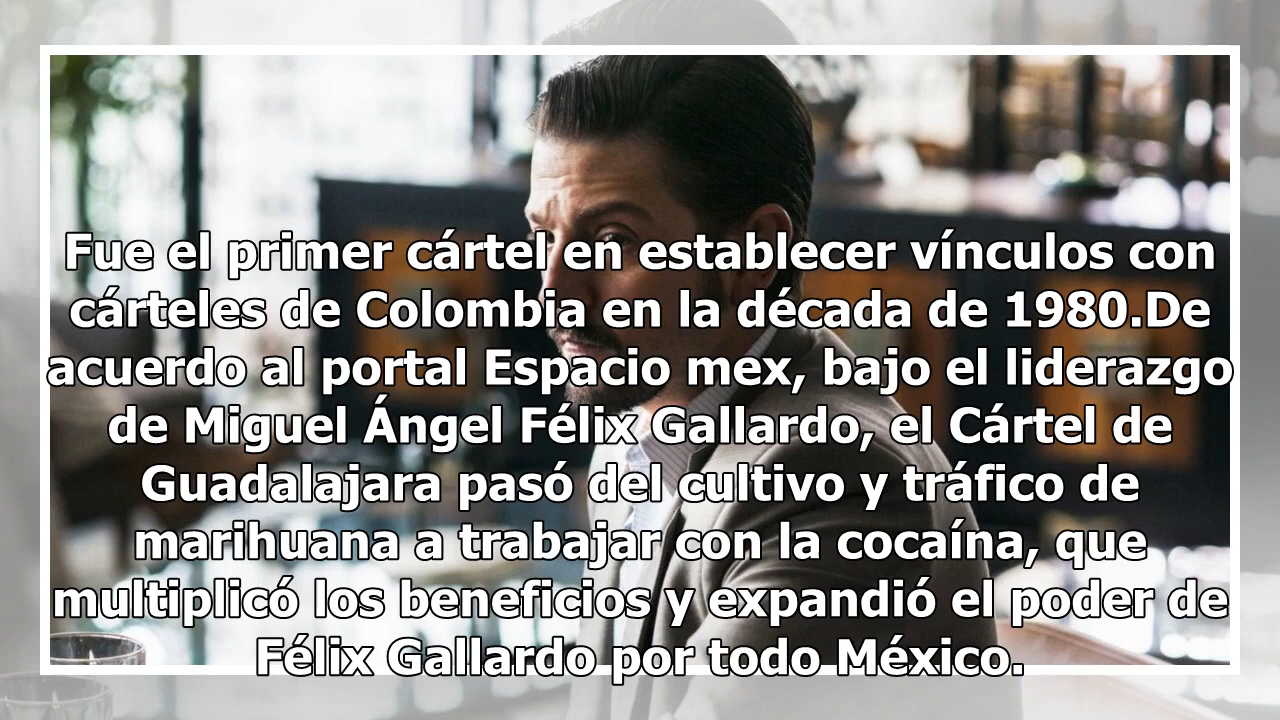 Fue el primer cártel en establecer vínculos con
cárteles de Colombia en la década de 1980.De
acuerdo al portal Espacio mex, bajo el liderazgo
de Miguel Ángel Félix Gallardo, el Cártel de
Guadalajara pasó del cultivo y tráfico de
marihuana a trabajar con la cocaína, que
multiplicó los beneficios y expandió el poder de
Félix Gallardo por todo México.